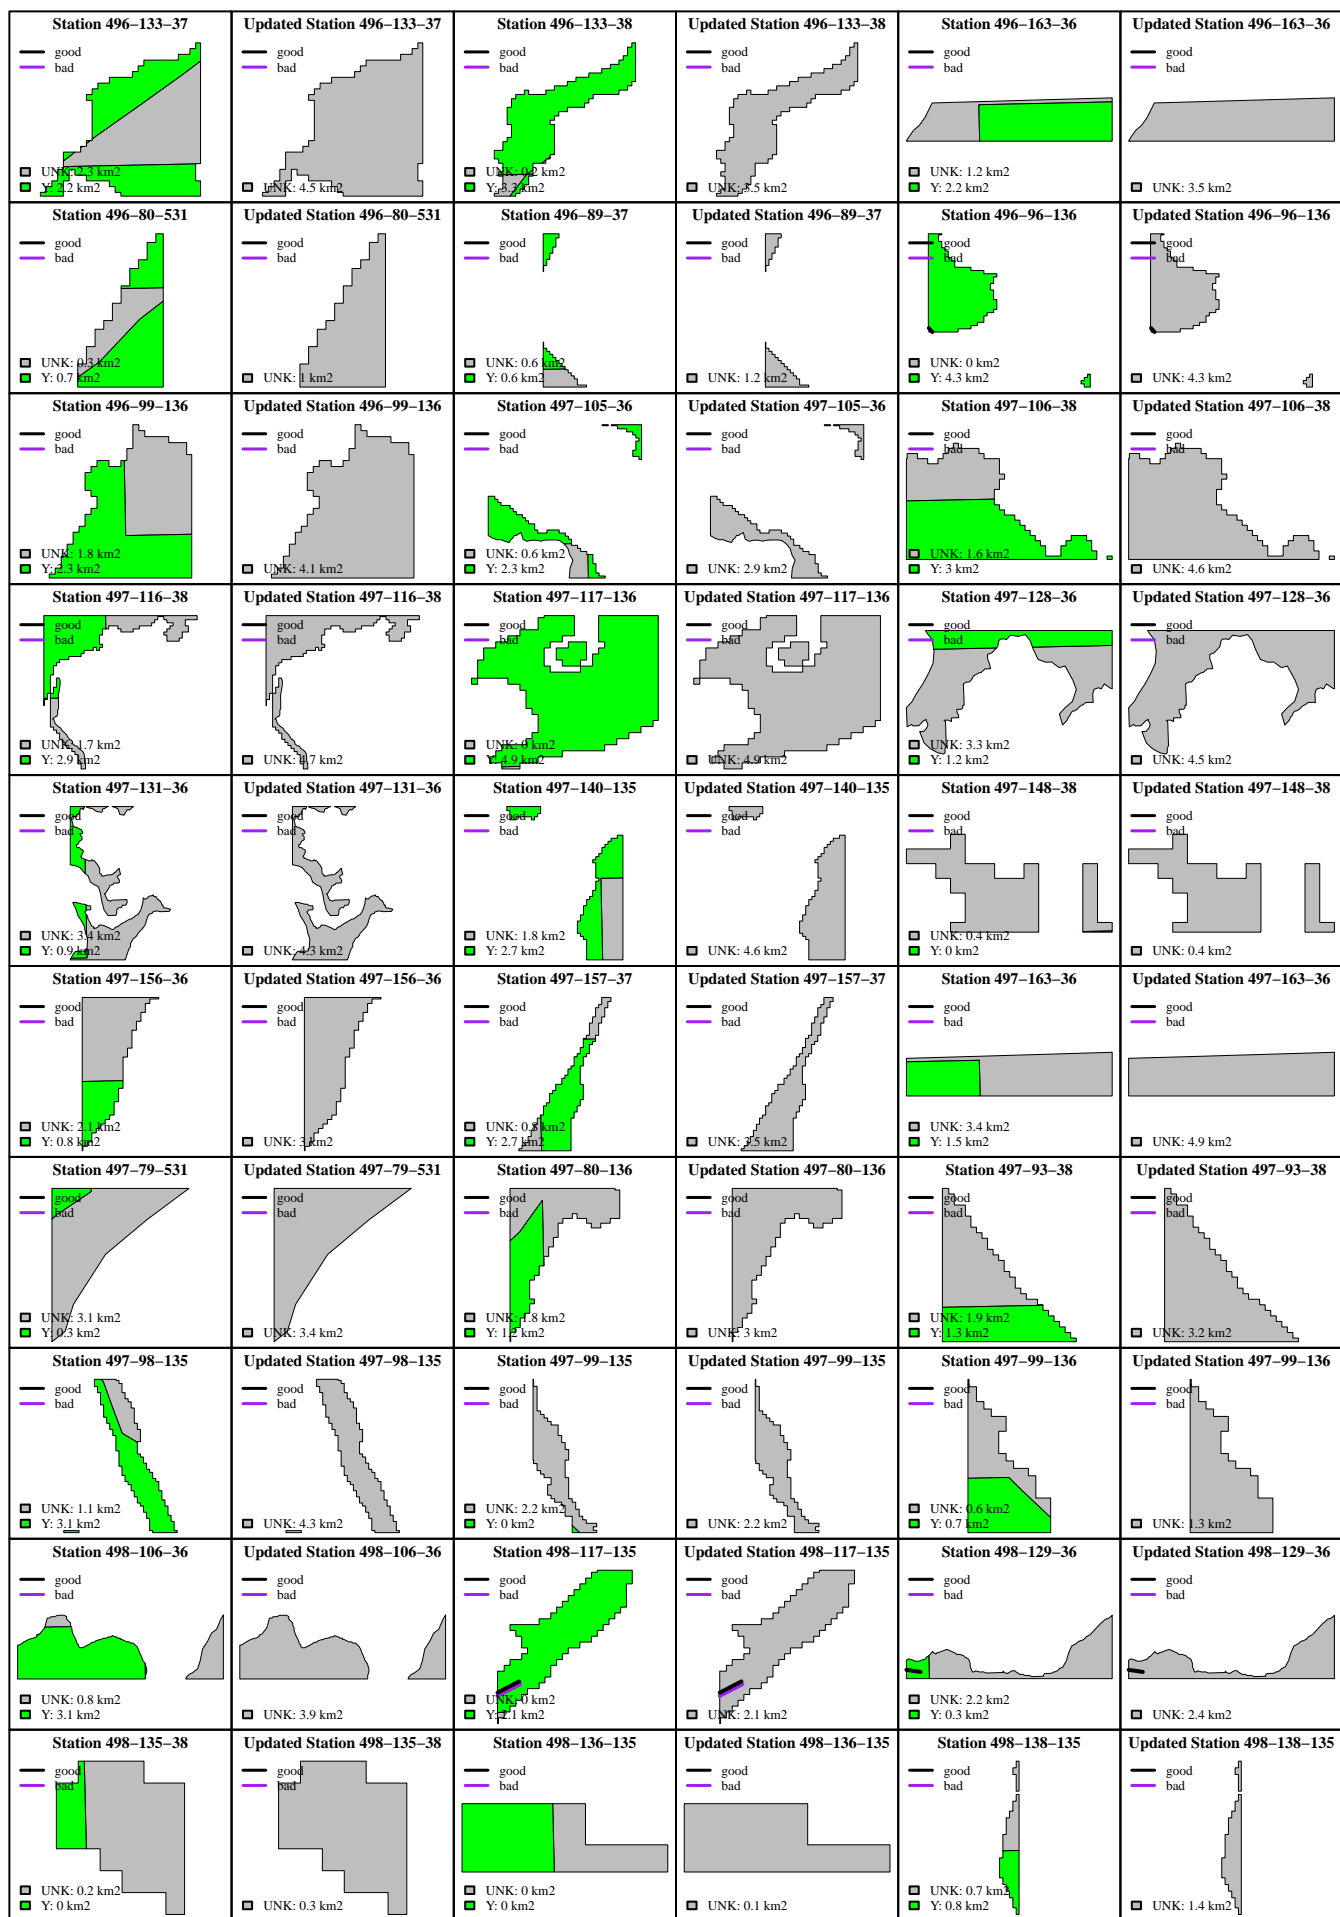 Station 496−133−37
good
bad
UNK: 2.3 km2
Y: 2.2 km2
Updated Station 496−133−37
good
bad
UNK: 4.5 km2
Station 496−133−38
good
bad
UNK: 0.2 km2
Y: 3.3 km2
Updated Station 496−133−38
good
bad
UNK: 3.5 km2
Station 496−163−36
good
bad
UNK: 1.2 km2
Y: 2.2 km2
Updated Station 496−163−36
good
bad
UNK: 3.5 km2
Station 496−80−531
good
bad
UNK: 0.3 km2
Y: 0.7 km2
Updated Station 496−80−531
good
bad
UNK: 1 km2
Station 496−89−37
good
bad
UNK: 0.6 km2
Y: 0.6 km2
Updated Station 496−89−37
good
bad
UNK: 1.2 km2
Station 496−96−136
good
bad
UNK: 0 km2
Y: 4.3 km2
Updated Station 496−96−136
good
bad
UNK: 4.3 km2
Station 496−99−136
good
bad
UNK: 1.8 km2
Y: 2.3 km2
Updated Station 496−99−136
good
bad
UNK: 4.1 km2
Station 497−105−36
good
bad
UNK: 0.6 km2
Y: 2.3 km2
Updated Station 497−105−36
good
bad
UNK: 2.9 km2
Station 497−106−38
good
bad
UNK: 1.6 km2
Y: 3 km2
Updated Station 497−106−38
good
bad
UNK: 4.6 km2
Station 497−116−38
good
bad
UNK: 1.7 km2
Y: 2.9 km2
Updated Station 497−116−38
good
bad
UNK: 4.7 km2
Station 497−117−136
good
bad
UNK: 0 km2
Y: 4.9 km2
Updated Station 497−117−136
good
bad
UNK: 4.9 km2
Station 497−128−36
good
bad
UNK: 3.3 km2
Y: 1.2 km2
Updated Station 497−128−36
good
bad
UNK: 4.5 km2
Station 497−131−36
good
bad
UNK: 3.4 km2
Y: 0.9 km2
Updated Station 497−131−36
good
bad
UNK: 4.3 km2
Station 497−140−135
good
bad
UNK: 1.8 km2
Y: 2.7 km2
Updated Station 497−140−135
good
bad
UNK: 4.6 km2
Station 497−148−38
good
bad
UNK: 0.4 km2
Y: 0 km2
Updated Station 497−148−38
good
bad
UNK: 0.4 km2
Station 497−156−36
good
bad
UNK: 2.1 km2
Y: 0.8 km2
Updated Station 497−156−36
good
bad
UNK: 3 km2
Station 497−157−37
good
bad
UNK: 0.8 km2
Y: 2.7 km2
Updated Station 497−157−37
good
bad
UNK: 3.5 km2
Station 497−163−36
good
bad
UNK: 3.4 km2
Y: 1.5 km2
Updated Station 497−163−36
good
bad
UNK: 4.9 km2
Station 497−79−531
good
bad
UNK: 3.1 km2
Y: 0.3 km2
Updated Station 497−79−531
good
bad
UNK: 3.4 km2
Station 497−80−136
good
bad
UNK: 1.8 km2
Y: 1.2 km2
Updated Station 497−80−136
good
bad
UNK: 3 km2
Station 497−93−38
good
bad
UNK: 1.9 km2
Y: 1.3 km2
Updated Station 497−93−38
good
bad
UNK: 3.2 km2
Station 497−98−135
good
bad
UNK: 1.1 km2
Y: 3.1 km2
Updated Station 497−98−135
good
bad
UNK: 4.3 km2
Station 497−99−135
good
bad
UNK: 2.2 km2
Y: 0 km2
Updated Station 497−99−135
good
bad
UNK: 2.2 km2
Station 497−99−136
good
bad
UNK: 0.6 km2
Y: 0.7 km2
Updated Station 497−99−136
good
bad
UNK: 1.3 km2
Station 498−106−36
good
bad
UNK: 0.8 km2
Y: 3.1 km2
Updated Station 498−106−36
good
bad
UNK: 3.9 km2
Station 498−117−135
good
bad
UNK: 0 km2
Y: 2.1 km2
Updated Station 498−117−135
good
bad
UNK: 2.1 km2
Station 498−129−36
good
bad
UNK: 2.2 km2
Y: 0.3 km2
Updated Station 498−129−36
good
bad
UNK: 2.4 km2
Station 498−135−38
good
bad
UNK: 0.2 km2
Y: 0 km2
Updated Station 498−135−38
good
bad
UNK: 0.3 km2
Station 498−136−135
good
bad
UNK: 0 km2
Y: 0 km2
Updated Station 498−136−135
good
bad
UNK: 0.1 km2
Station 498−138−135
good
bad
UNK: 0.7 km2
Y: 0.8 km2
Updated Station 498−138−135
good
bad
UNK: 1.4 km2